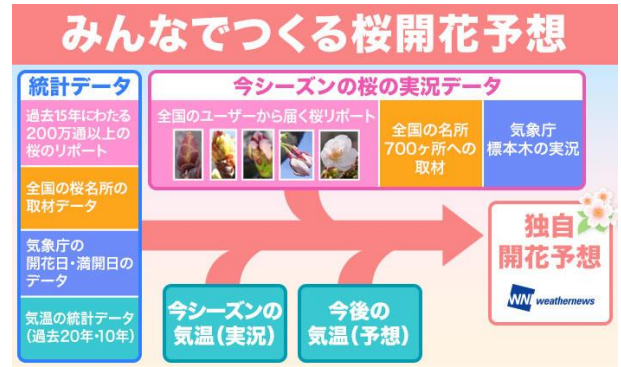 みんなでつくる桜開花予想
統計データ
過去15年にわたる
200万通以上の
桜のリポート
全国の桜名所の
取材データ
気象庁の
開花日・満開日の
データ
気温の統計データ
(過去20年・10年)
今シーズンの桜の実況データ
全国のユーザーから届く桜リポート
全国の名所
700ヶ所への
取材
気象庁
標本木の実況
今シーズンの
気温(実況)
今後の
気温(予想)
独自
開花予想
WNI weathernews